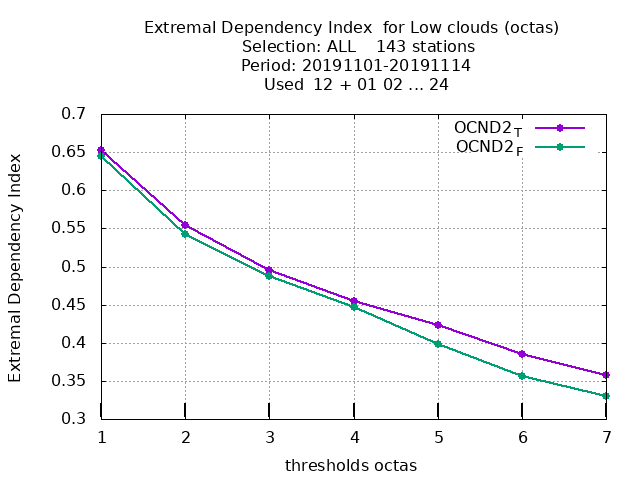 Extremal Dependency Index  for Low clouds (octas)
Selection: ALL    143 stations
Period: 20191101-20191114
Used  12 + 01 02 ... 24
OCND2T
OCND2F
0.7
0.65
0.6
0.55
0.5
0.45
0.4
0.35
0.3
Extremal Dependency Index
1 2 3 4 5 6 7
thresholds octas